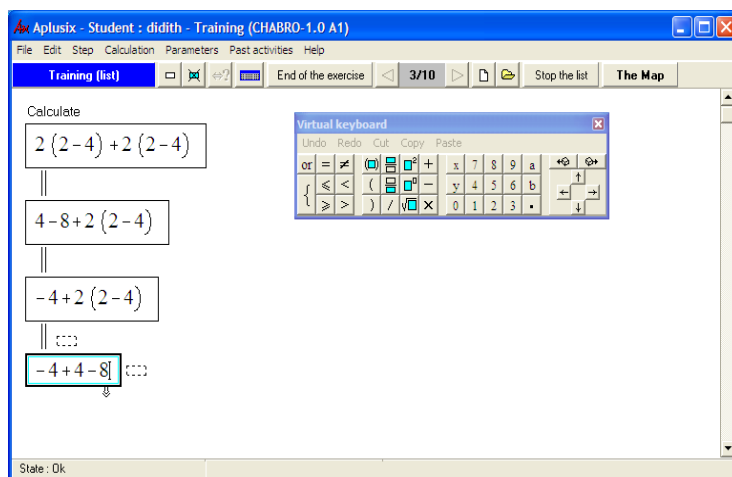 Aplusix - Student : didith - Training (CHABRO-1.0 A1)
File Edit Step Calculation Parameters Past activities Help
Training (list) ⇔? End of the exercise 3/10 Stop the list The Map
Calculate
2(2−4)+2(2−4)
4−8+2(2−4)
−4+2(2−4)
−4+4−8
Virtual keyboard
Undo Redo Cut Copy Paste
or = ≠ (□) □² + x 7 8 9 a
{ ⩽ < ( □⁰ − y 4 5 6 b
⩾ > ) / √□ × 0 1 2 3 .
State : Ok